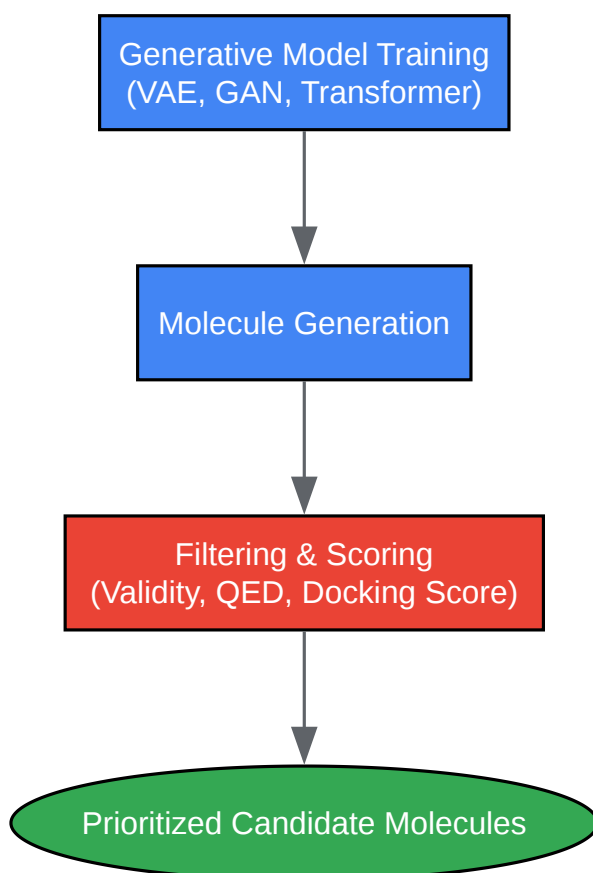 Generative Model Training
(VAE, GAN, Transformer)
Molecule Generation
Filtering & Scoring
(Validity, QED, Docking Score)
Prioritized Candidate Molecules